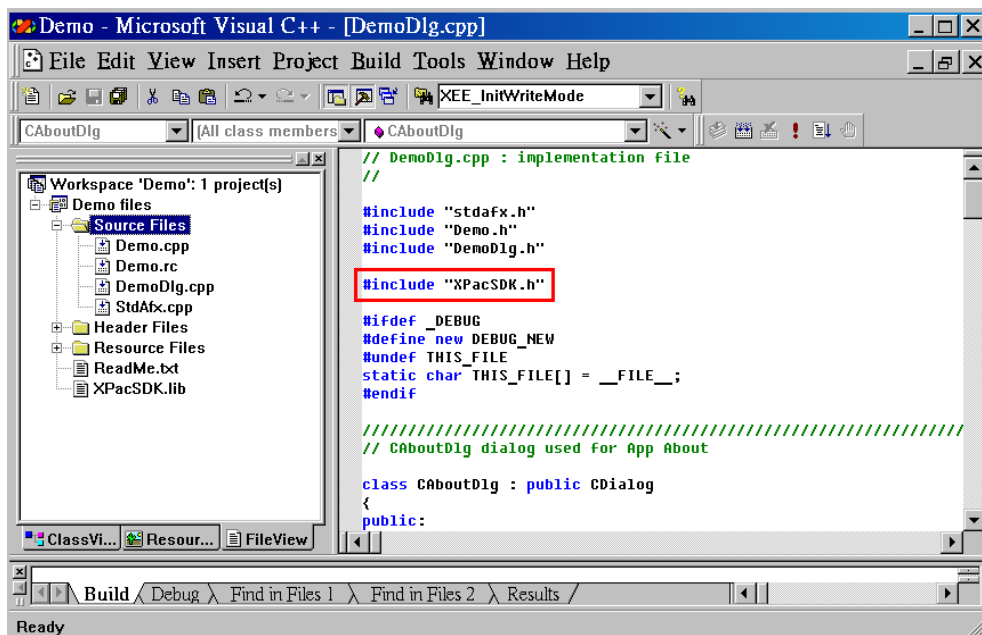 Demo - Microsoft Visual C++ - [DemoDlg.cpp]
File Edit View Insert Project Build Tools Window Help
XEE_InitWriteMode
CAboutDlg
[All class members
CAboutDlg
Workspace 'Demo': 1 project(s)
Demo files
Source Files
Demo.cpp
Demo.rc
DemoDlg.cpp
StdAfx.cpp
Header Files
Resource Files
ReadMe.txt
XPacSDK.lib
ClassVi... Resour... FileView
// DemoDlg.cpp : implementation file
//
#include "stdafx.h"
#include "Demo.h"
#include "DemoDlg.h"
#include "XPacSDK.h"
#ifdef _DEBUG
#define new DEBUG_NEW
#undef THIS_FILE
static char THIS_FILE[] = __FILE__;
#endif
/////////////////////////////////////////////////////////////////
// CAboutDlg dialog used for App About
class CAboutDlg : public CDialog
{
public:
Build Debug Find in Files 1 Find in Files 2 Results
Ready